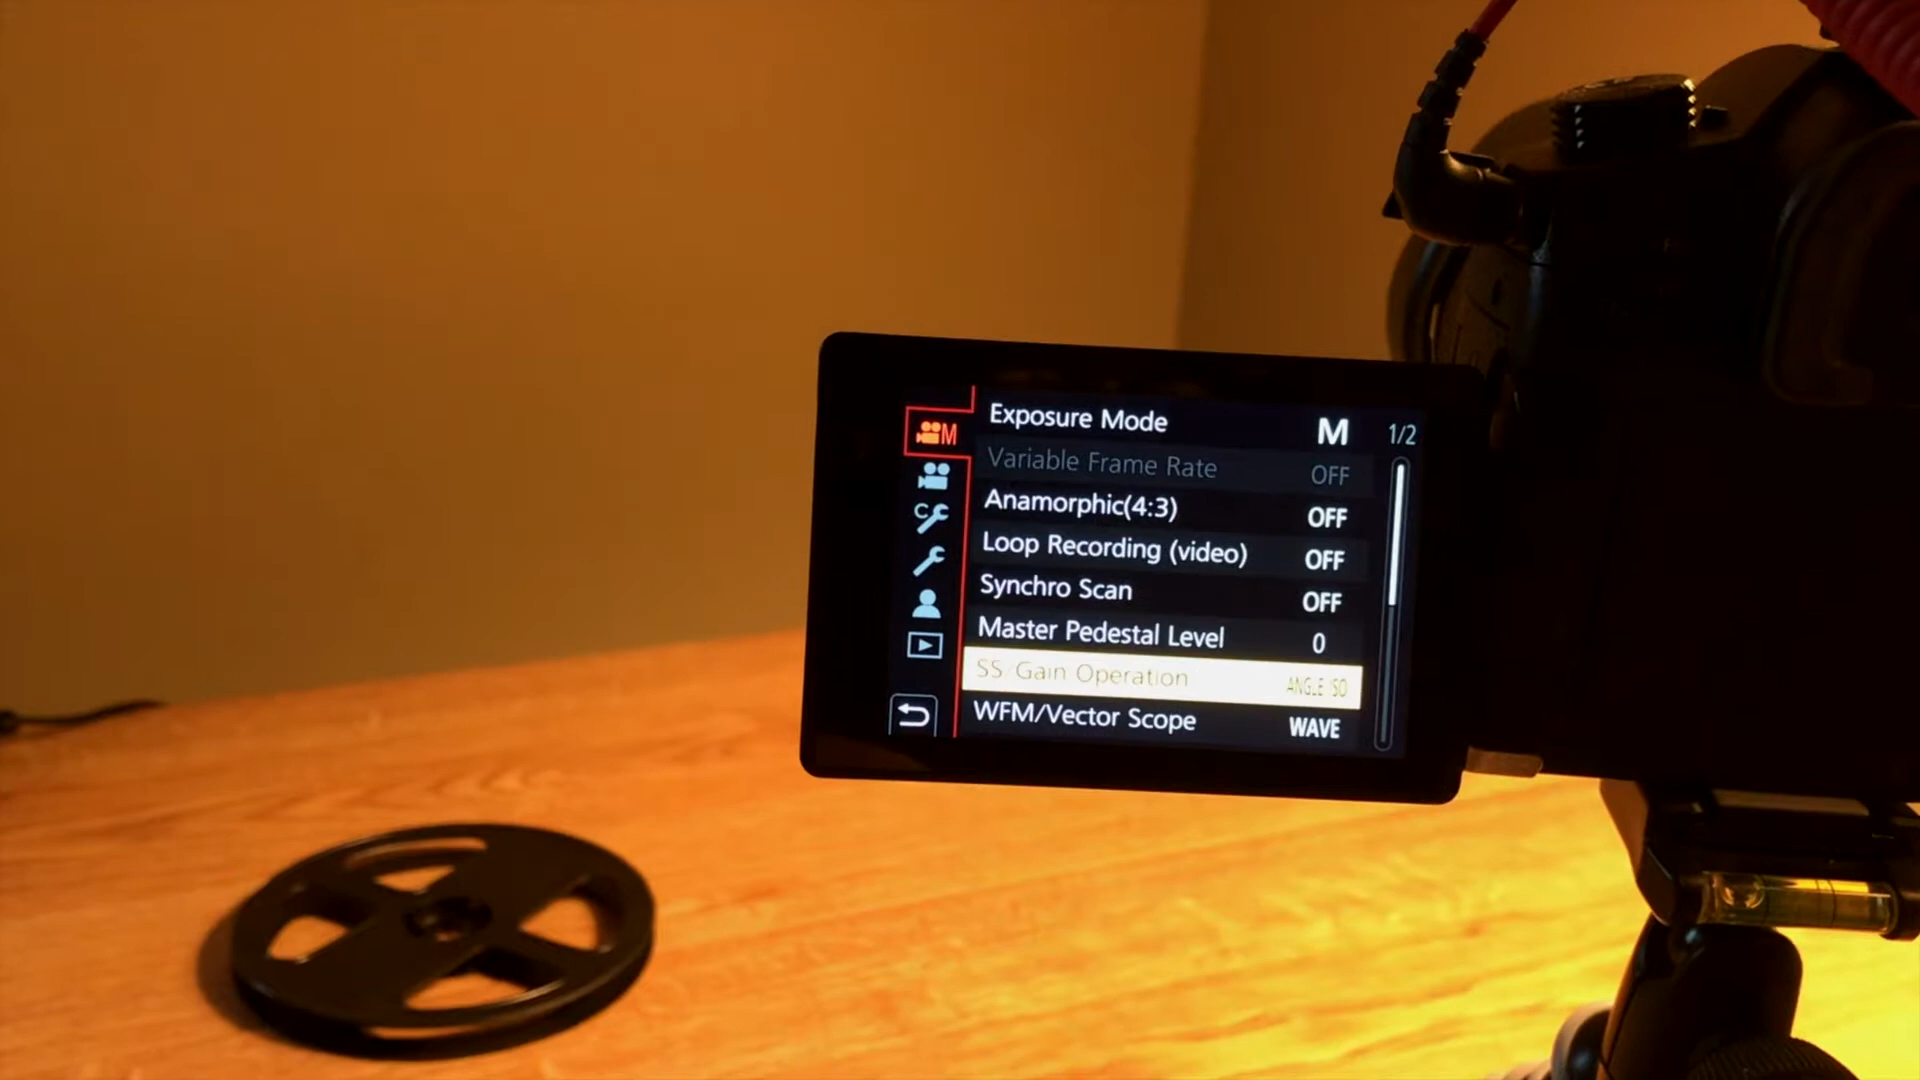 Exposure Mode M 1/2
M
Variable Frame Rate OFF
Anamorphic(4:3) OFF
Loop Recording (video) OFF
C
Synchro Scan OFF
Master Pedestal Level 0
SS/Gain Operation ANGLE/ISO
WFM/Vector Scope WAVE